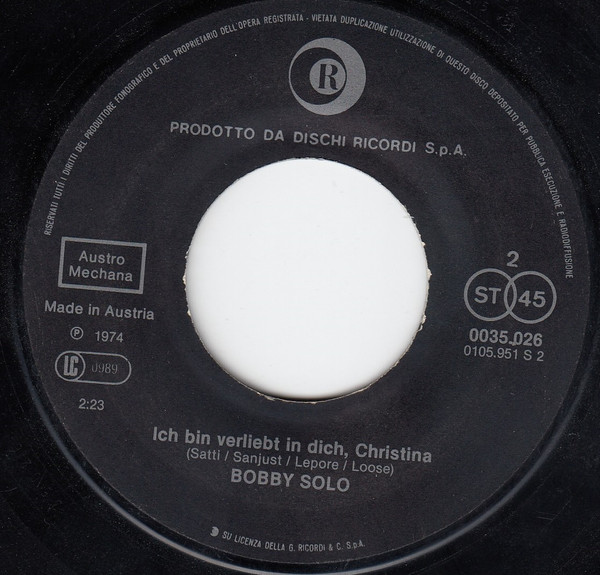 RISERVATI TUTTI I DIRITTI DEL PRODUTTORE FONOGRAFICO E DEL PROPRIETARIO DELL'OPERA REGISTRATA - VIETATA DUPLICAZIONE UTILIZZAZIONE DI QUESTO DISCO DEPOSITATO PER PUBBLICA ESECUZIONE E RADIODIFFUSIONE
R
PRODOTTO DA DISCHI RICORDI S.p.A.
Austro
Mechana
Made in Austria
℗ 1974
LC 0989
2:23
2
ST 45
0035.026
0105.951 S 2
Ich bin verliebt in dich, Christina
(Satti / Sanjust / Lepore / Loose)
BOBBY SOLO
SU LICENZA DELLA G. RICORDI & C. S.p.A.